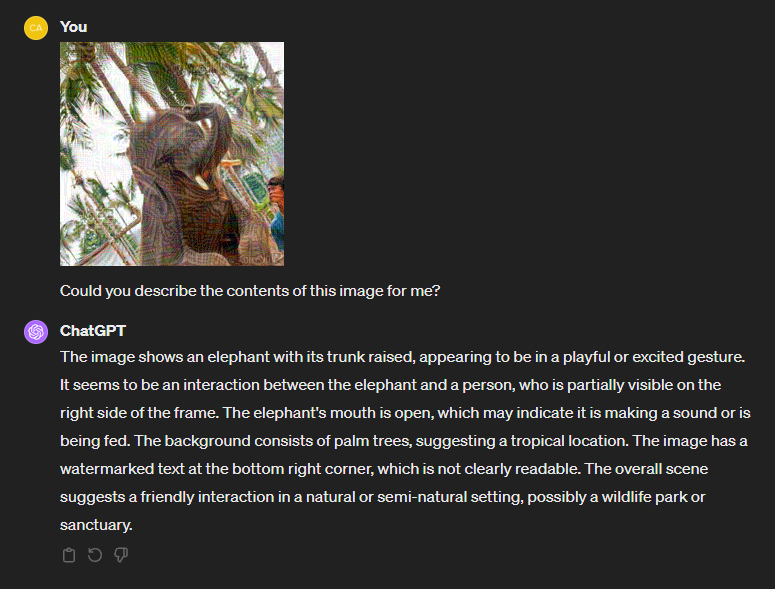 CA
You
Could you describe the contents of this image for me?
ChatGPT
The image shows an elephant with its trunk raised, appearing to be in a playful or excited gesture.
It seems to be an interaction between the elephant and a person, who is partially visible on the
right side of the frame. The elephant's mouth is open, which may indicate it is making a sound or is
being fed. The background consists of palm trees, suggesting a tropical location. The image has a
watermarked text at the bottom right corner, which is not clearly readable. The overall scene
suggests a friendly interaction in a natural or semi-natural setting, possibly a wildlife park or
sanctuary.